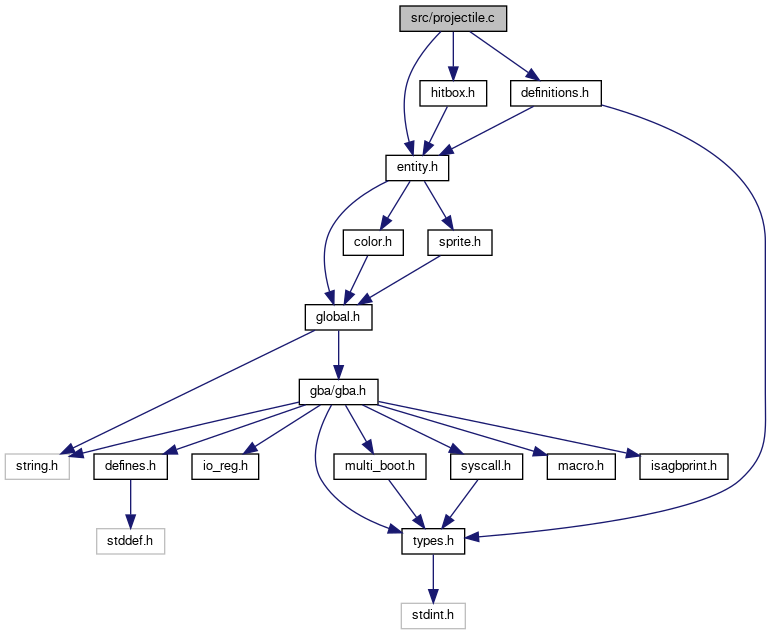 src/projectile.c
hitbox.h
definitions.h
entity.h
color.h
sprite.h
global.h
gba/gba.h
string.h
defines.h
io_reg.h
multi_boot.h
syscall.h
macro.h
isagbprint.h
stddef.h
types.h
stdint.h